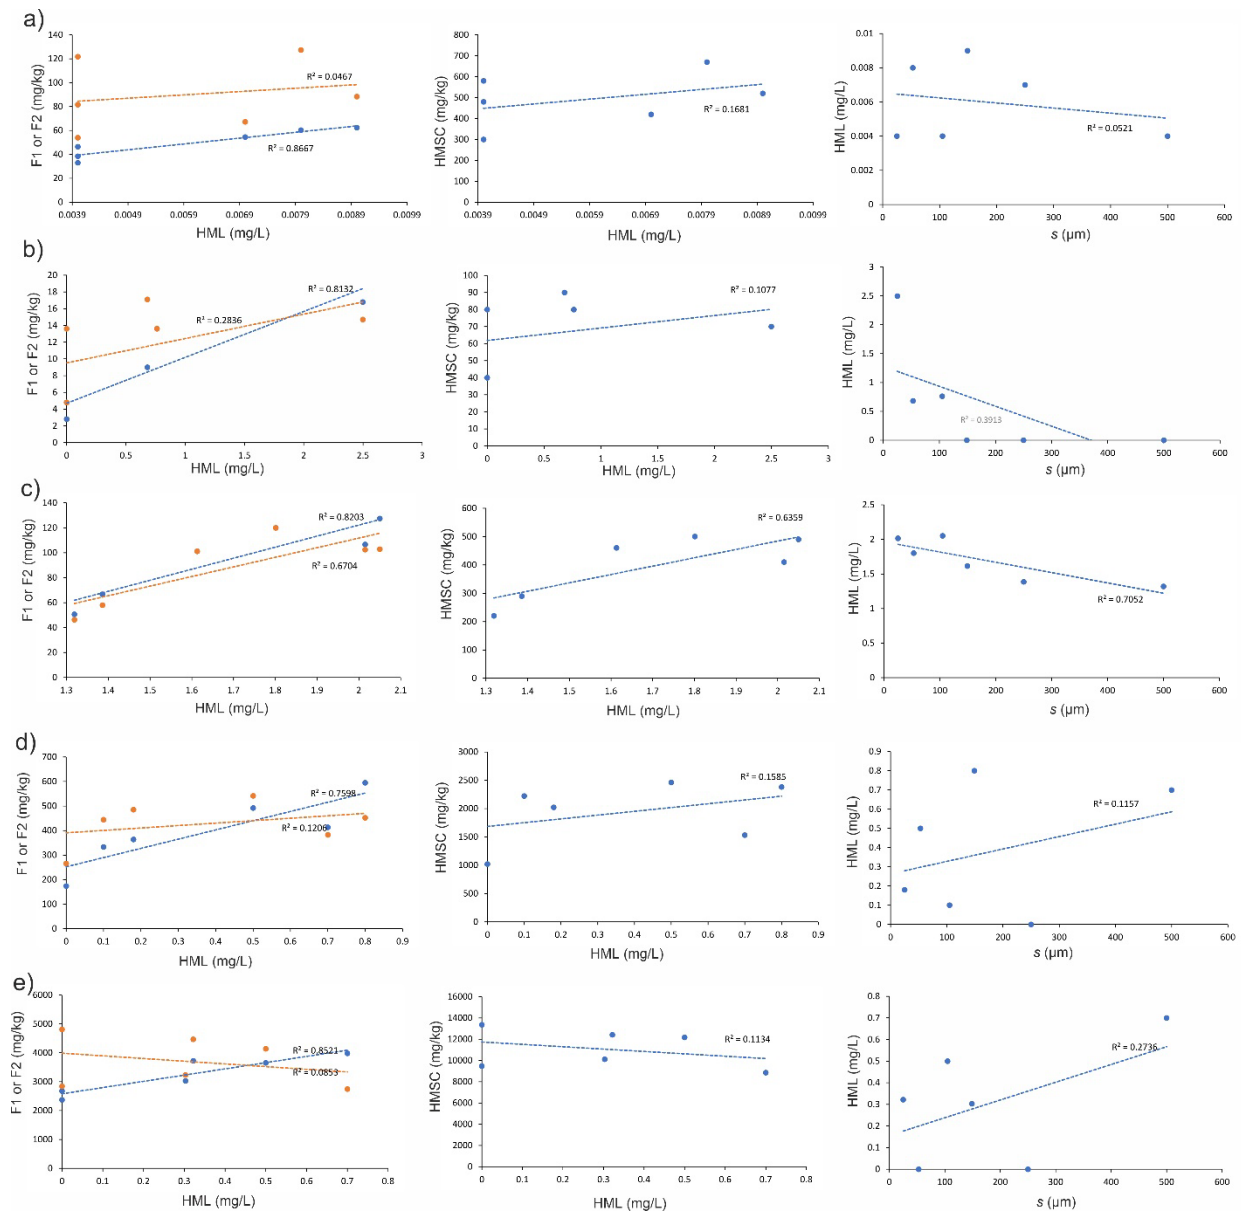 a)
F1 or F2 (mg/kg)
140
120
100
80
60
40
20
0
R² = 0.0467
R² = 0.8667
0.0039 0.0049 0.0059 0.0069 0.0079 0.0089 0.0099
HML (mg/L)
HMSC (mg/kg)
800
700
600
500
400
300
200
100
0
R² = 0.1681
0.0039 0.0049 0.0059 0.0069 0.0079 0.0089 0.0099
HML (mg/L)
HML (mg/L)
0.01
0.008
0.006
0.004
0.002
0
R² = 0.0521
0 100 200 300 400 500 600
s (µm)
b)
F1 or F2 (mg/kg)
20
18
16
14
12
10
8
6
4
2
0
R² = 0.8132
R² = 0.2836
0 0.5 1 1.5 2 2.5 3
HML (mg/L)
HMSC (mg/kg)
100
90
80
70
60
50
40
30
20
10
0
R² = 0.1077
0 0.5 1 1.5 2 2.5 3
HML (mg/L)
HML (mg/L)
3
2.5
2
1.5
1
0.5
0
R² = 0.3913
0 100 200 300 400 500 600
s (µm)
c)
F1 or F2 (mg/kg)
140
120
100
80
60
40
20
0
R² = 0.8203
R² = 0.6704
1.3 1.4 1.5 1.6 1.7 1.8 1.9 2 2.1
HML (mg/L)
HMSC (mg/kg)
600
500
400
300
200
100
0
R² = 0.6359
1.3 1.4 1.5 1.6 1.7 1.8 1.9 2 2.1
HML (mg/L)
HML (mg/L)
2.5
2
1.5
1
0.5
0
R² = 0.7052
0 100 200 300 400 500 600
s (µm)
d)
F1 or F2 (mg/kg)
700
600
500
400
300
200
100
0
R² = 0.7598
R² = 0.1206
0 0.1 0.2 0.3 0.4 0.5 0.6 0.7 0.8 0.9
HML (mg/L)
HMSC (mg/kg)
3000
2500
2000
1500
1000
500
0
R² = 0.1585
0 0.1 0.2 0.3 0.4 0.5 0.6 0.7 0.8 0.9
HML (mg/L)
HML (mg/L)
0.9
0.8
0.7
0.6
0.5
0.4
0.3
0.2
0.1
0
R² = 0.1157
0 100 200 300 400 500 600
s (µm)
e)
F1 or F2 (mg/kg)
6000
5000
4000
3000
2000
1000
0
R² = 0.8521
R² = 0.0853
0 0.1 0.2 0.3 0.4 0.5 0.6 0.7 0.8
HML (mg/L)
HMSC (mg/kg)
16000
14000
12000
10000
8000
6000
4000
2000
0
R² = 0.1134
0 0.1 0.2 0.3 0.4 0.5 0.6 0.7 0.8
HML (mg/L)
HML (mg/L)
0.8
0.7
0.6
0.5
0.4
0.3
0.2
0.1
0
R² = 0.2736
0 100 200 300 400 500 600
s (µm)